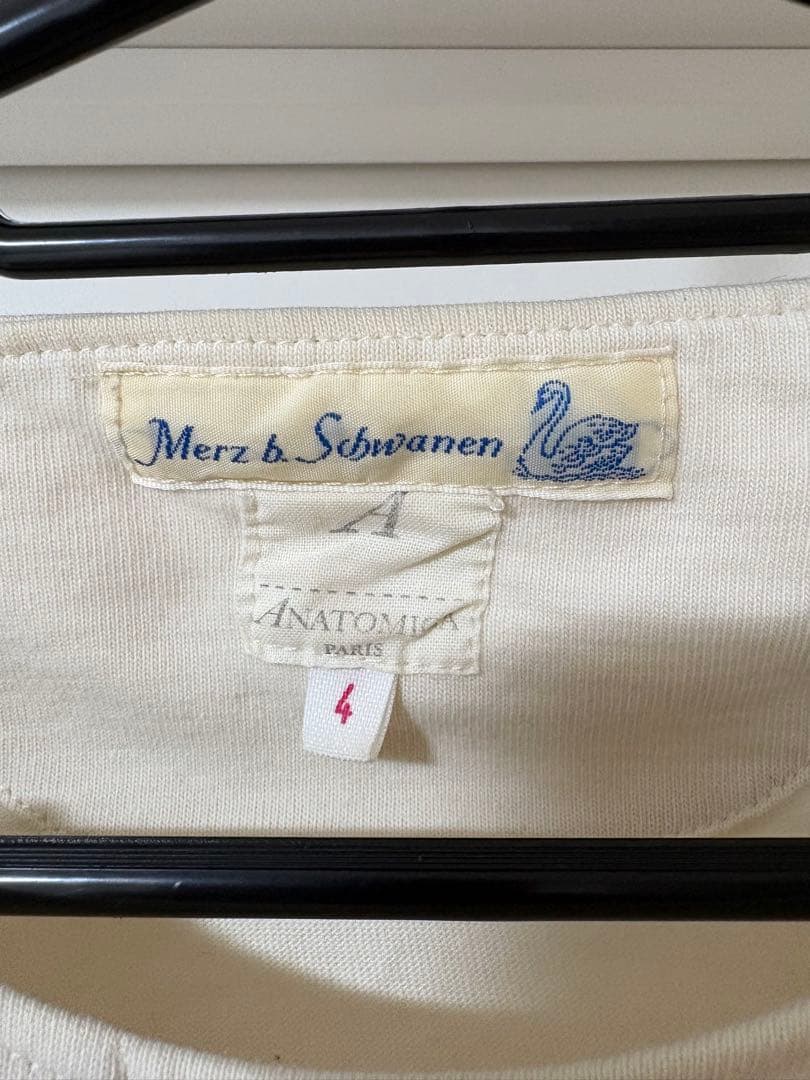 Merz b. Schwanen
A
ANATOMICA
PARIS
4